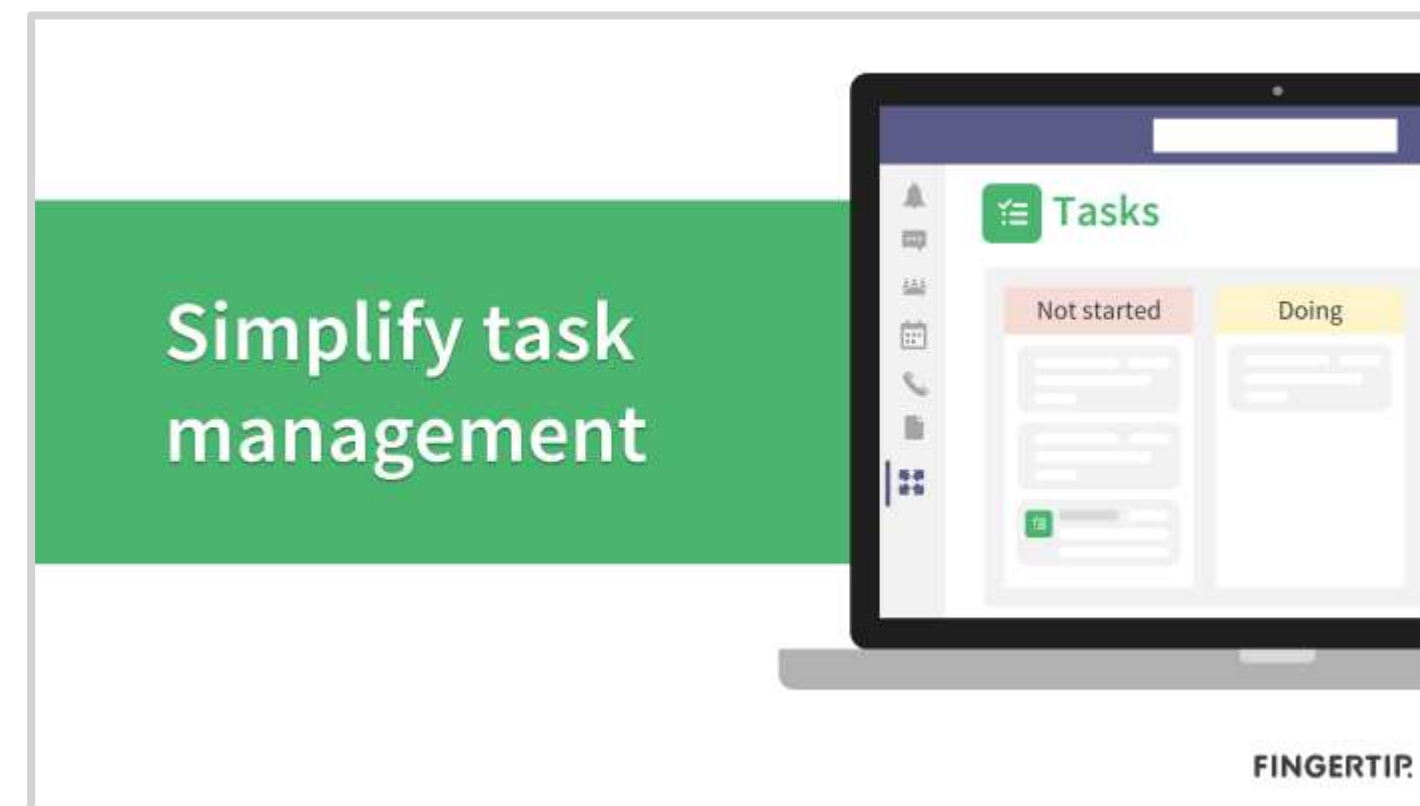 Simplify task
management
Tasks
Not started
Doing
FINGERTIP.